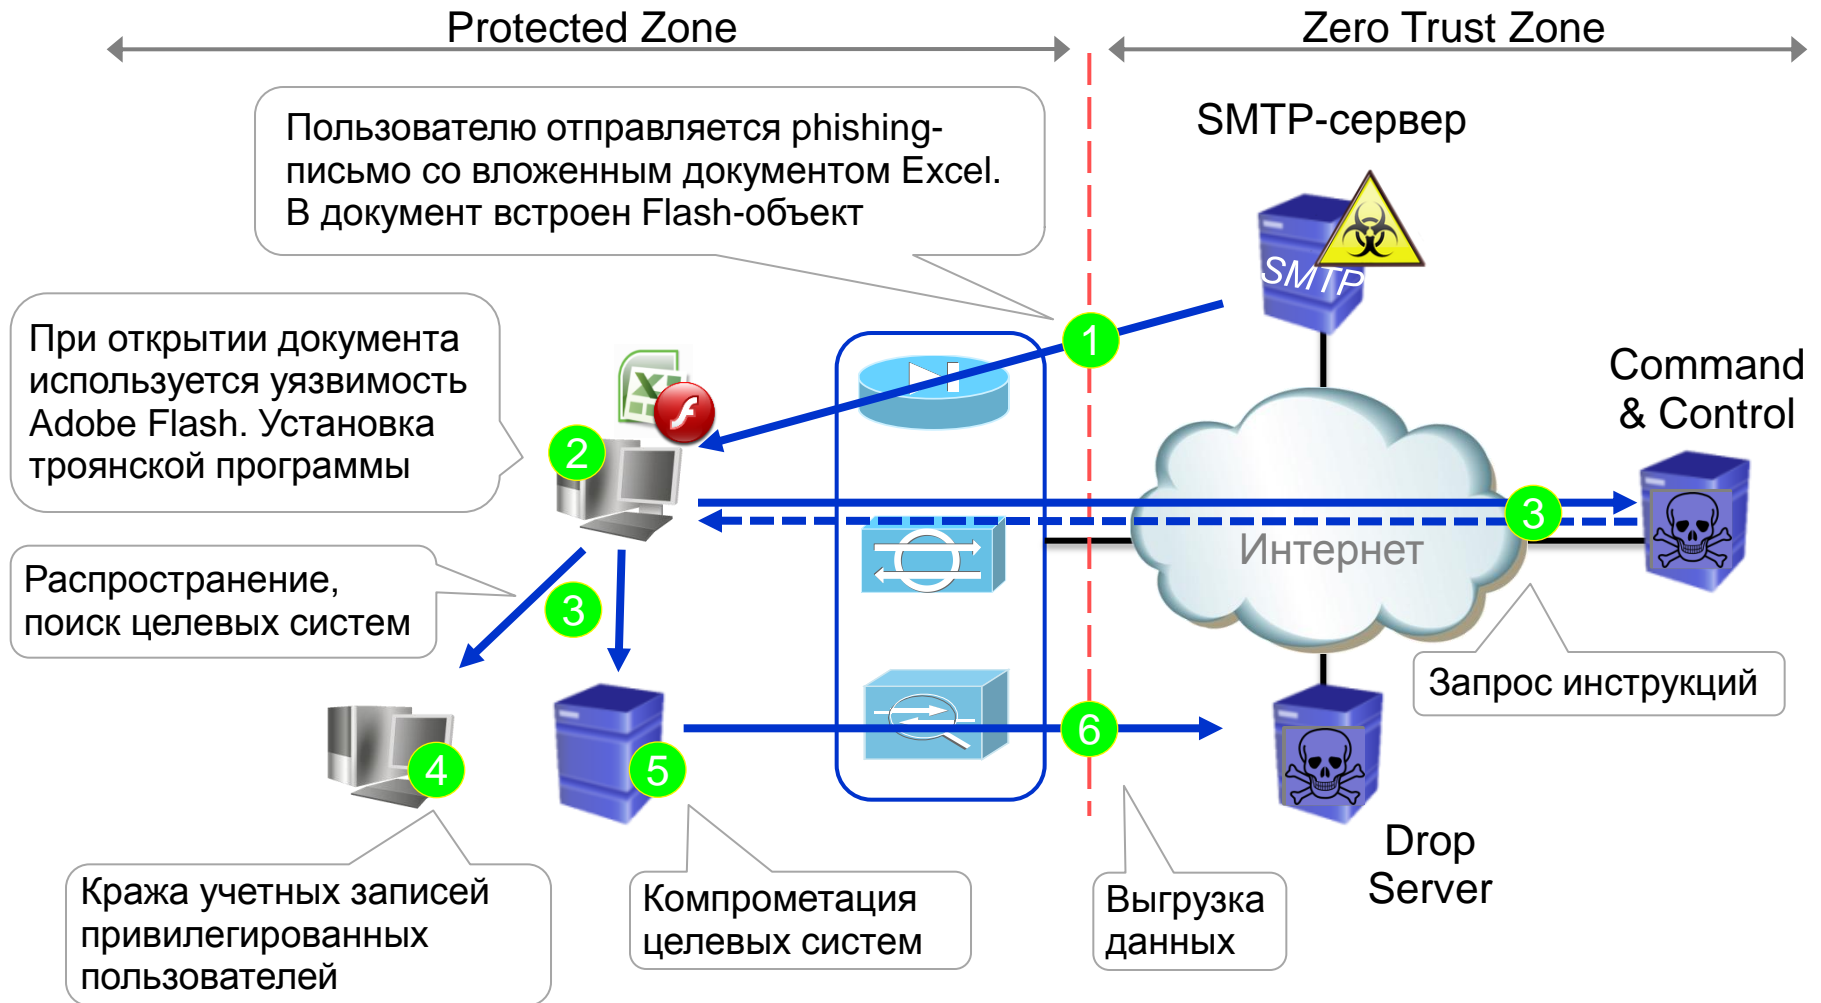 Protected Zone
Zero Trust Zone
Пользователю отправляется phishing-
письмо со вложенным документом Excel.
В документ встроен Flash-объект
SMTP-сервер
SMTP
При открытии документа
используется уязвимость
Adobe Flash. Установка
троянской программы
1
2
Command
& Control
3
Интернет
Распространение,
поиск целевых систем
3
Запрос инструкций
4
5
6
Drop
Server
Кража учетных записей
привилегированных
пользователей
Компрометация
целевых систем
Выгрузка
данных